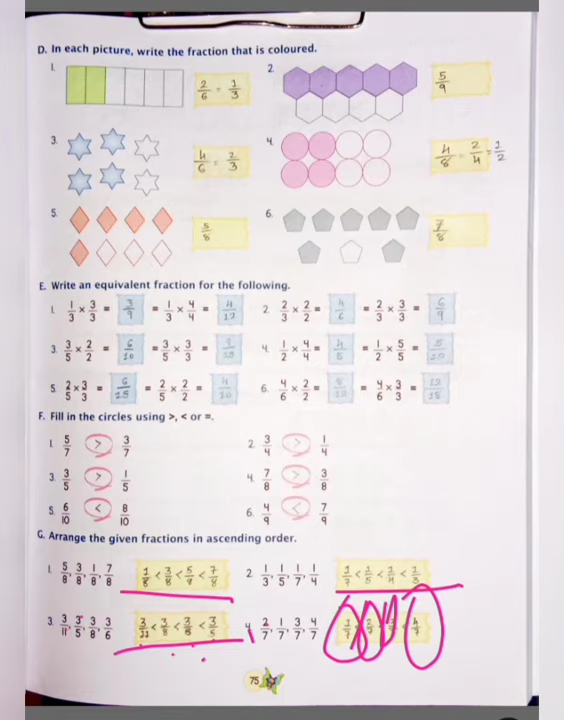 D. In each picture, write the fraction that is coloured.
1. 2/6 = 1/3 2. 5/9
3. 4/6 = 2/3 4. 4/8 = 2/4 = 1/2
5. 5/8 6. 7/8
E. Write an equivalent fraction for the following.
1. 1/3 × 3/3 = 3/9 = 1/3 × 4/4 = 4/12 2. 2/3 × 2/2 = 4/6 = 2/3 × 3/3 = 6/9
3. 3/5 × 2/2 = 6/10 = 3/5 × 3/3 = 4. 1/2 × 4/4 = = 1/2 × 5/5 =
5. 2/5 × 3/3 = 6/15 = 2/5 × 2/2 = 4/10 6. 4/6 × 2/2 = = 4/6 × 3/3 = 12/18
F. Fill in the circles using >, < or =.
1. 5/7 > 3/7 2. 3/4 > 1/4
3. 3/5 > 1/5 4. 7/8 > 3/8
5. 6/10 < 8/10 6. 4/9 < 7/9
G. Arrange the given fractions in ascending order.
1. 5/8, 3/8, 1/8, 7/8 1/8 < 3/8 < 5/8 < 7/8 2. 1/3, 1/5, 1/7, 1/4 1/7 < 1/5 < 1/4 < 1/3
3. 3/11, 3/5, 3/8, 3/6 3/11 < 3/8 < < 3/5 4. 2/7, 1/7, 3/7, 4/7
75